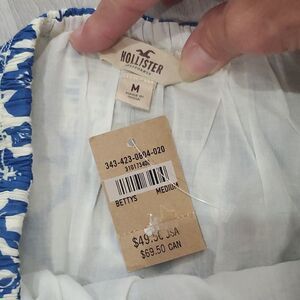 HOLLISTER
M
343-423-0694-020
BETTYS MEDIUM
$49.50 USA
$69.50 CAN